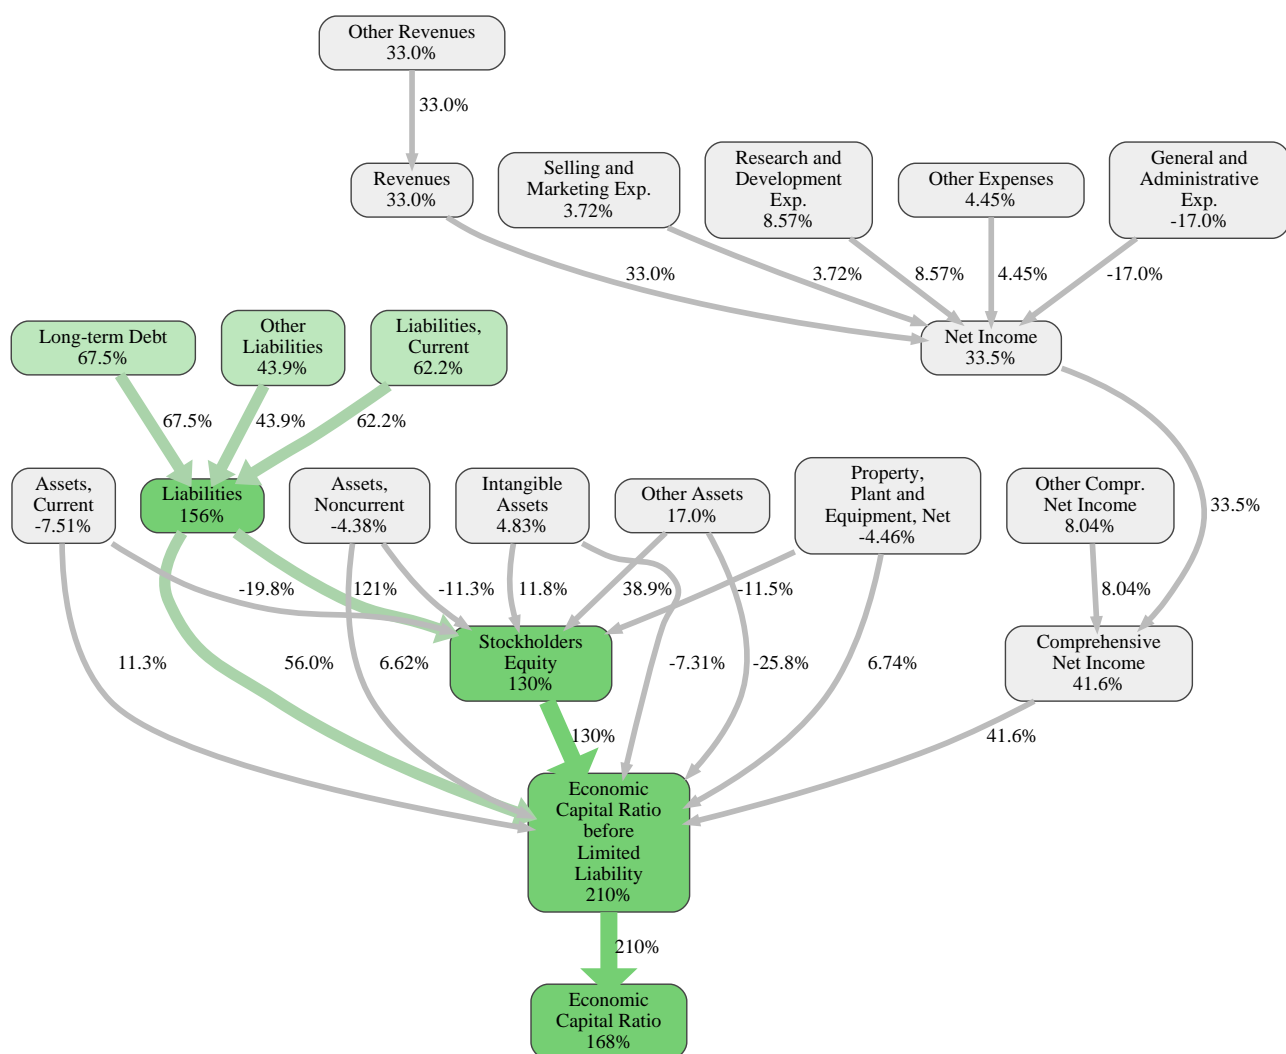 Other Revenues
33.0%
33.0%
Revenues
33.0%
Selling and
Marketing Exp.
3.72%
Research and
Development
Exp.
8.57%
Other Expenses
4.45%
General and
Administrative
Exp.
-17.0%
33.0%
3.72%
8.57%
4.45%
-17.0%
Long-term Debt
67.5%
Other
Liabilities
43.9%
Liabilities,
Current
62.2%
Net Income
33.5%
67.5%
43.9%
62.2%
Assets,
Current
-7.51%
Liabilities
156%
Assets,
Noncurrent
-4.38%
Intangible
Assets
4.83%
Other Assets
17.0%
Property,
Plant and
Equipment, Net
-4.46%
Other Compr.
Net Income
8.04%
33.5%
-19.8%
121%
-11.3%
11.8%
38.9%
-11.5%
8.04%
Stockholders
Equity
130%
Comprehensive
Net Income
41.6%
11.3%
56.0%
6.62%
-7.31%
-25.8%
6.74%
130%
41.6%
Economic
Capital Ratio
before
Limited
Liability
210%
210%
Economic
Capital Ratio
168%